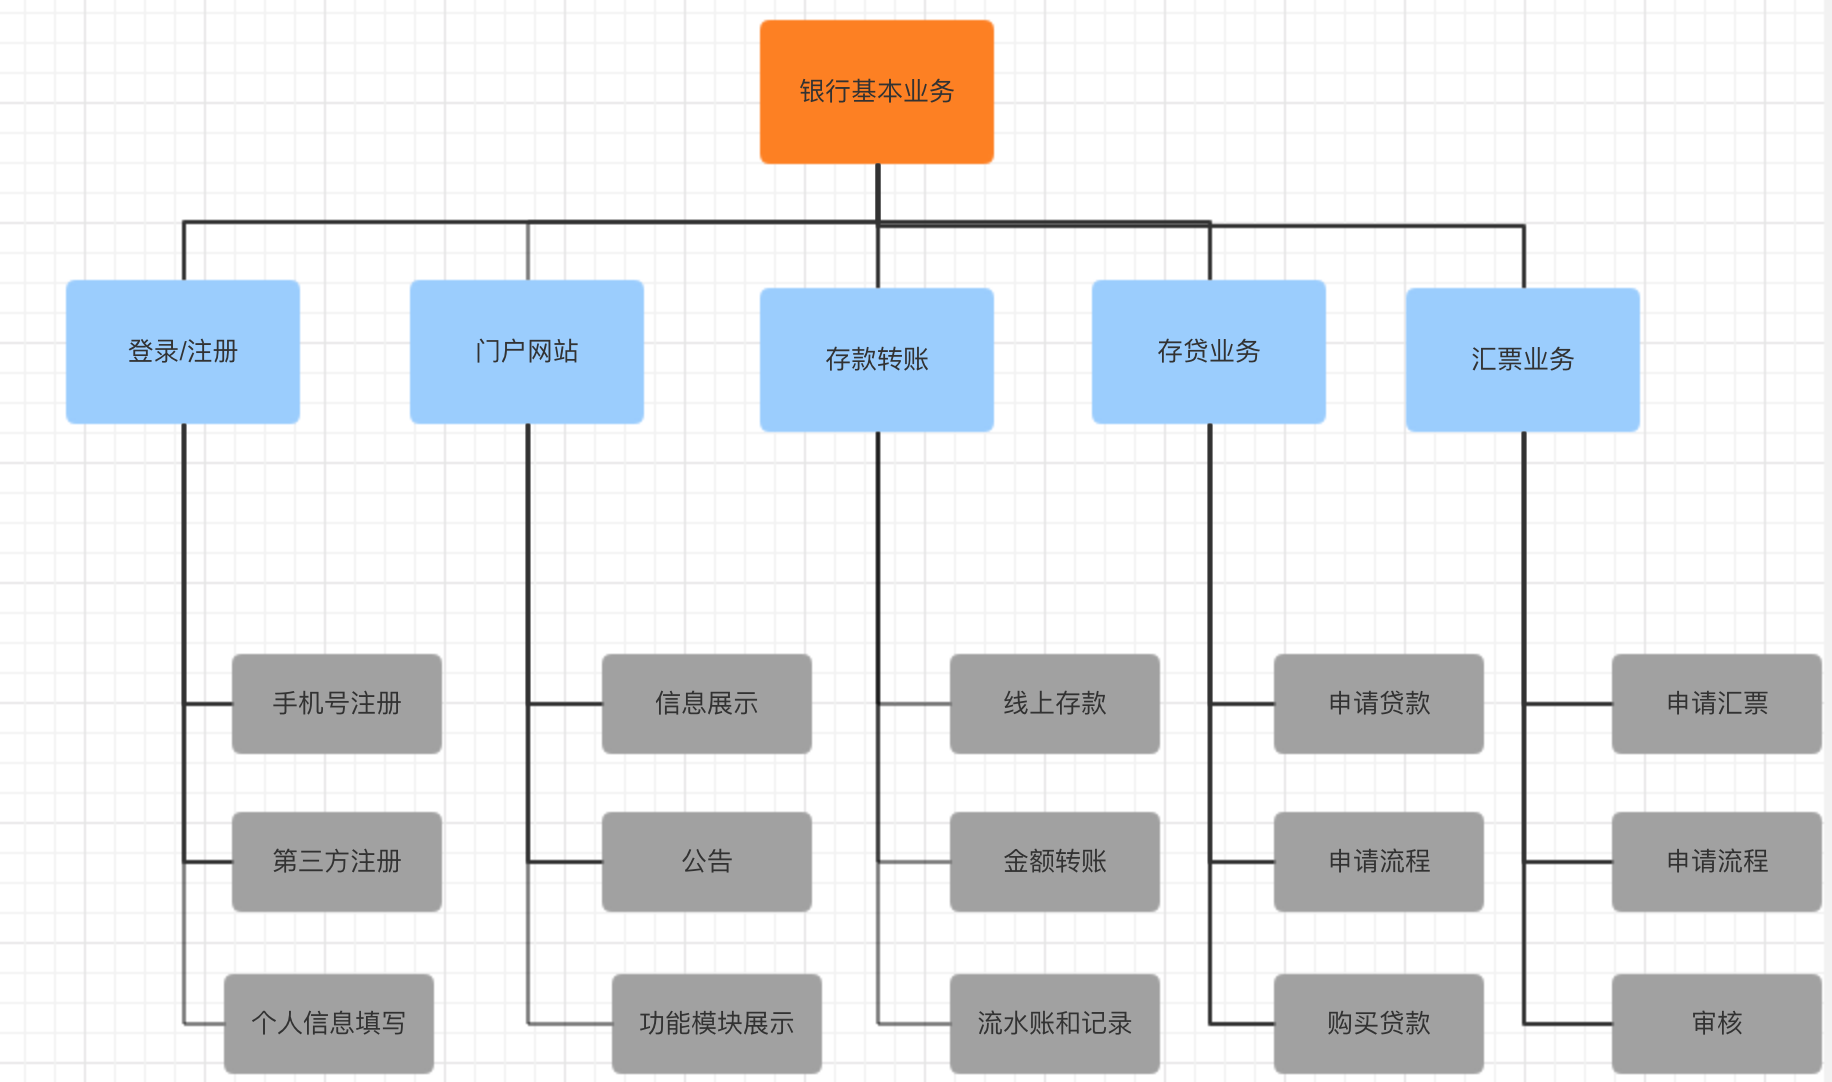 银行基本业务
登录/注册
门户网站
存款转账
存贷业务
汇票业务
手机号注册
信息展示
线上存款
申请贷款
申请汇票
第三方注册
公告
金额转账
申请流程
申请流程
个人信息填写
功能模块展示
流水账和记录
购买贷款
审核